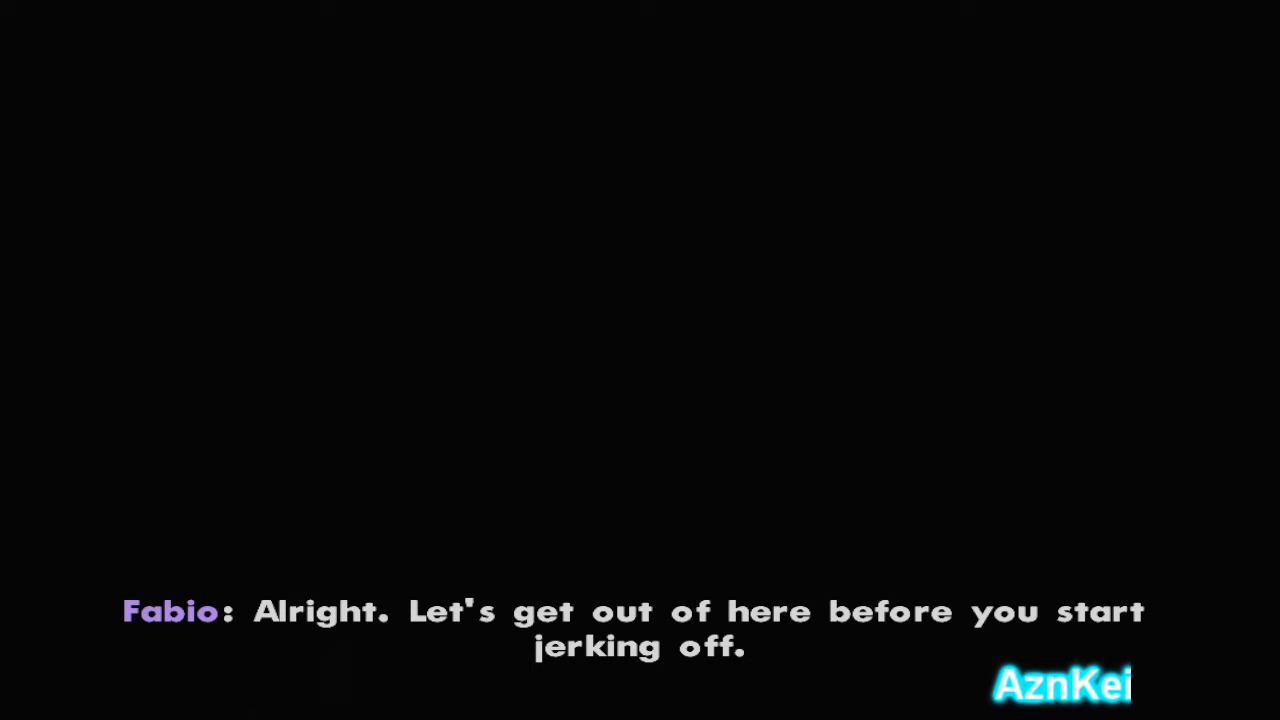 Fabio: Alright. Let's get out of here before you start
jerking off.
AznKei